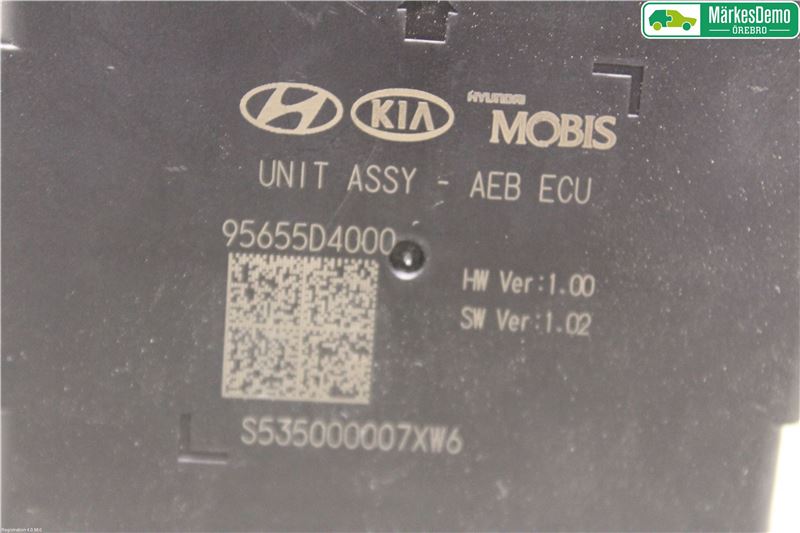 MärkesDemo
ÖREBRO
HYUNDAI
KIA MOBIS
UNIT ASSY - AEB ECU
95655D4000
HW Ver:1.00
SW Ver:1.02
S535000007XW6